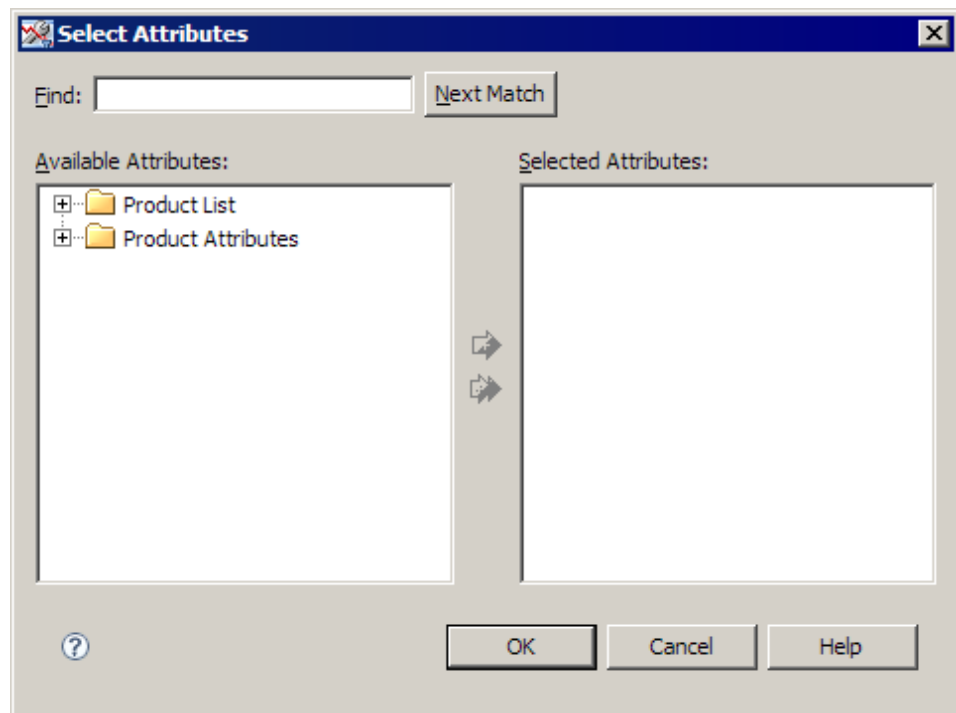 Select Attributes
Find: Next Match
Available Attributes: Selected Attributes:
Product List
Product Attributes
? OK Cancel Help